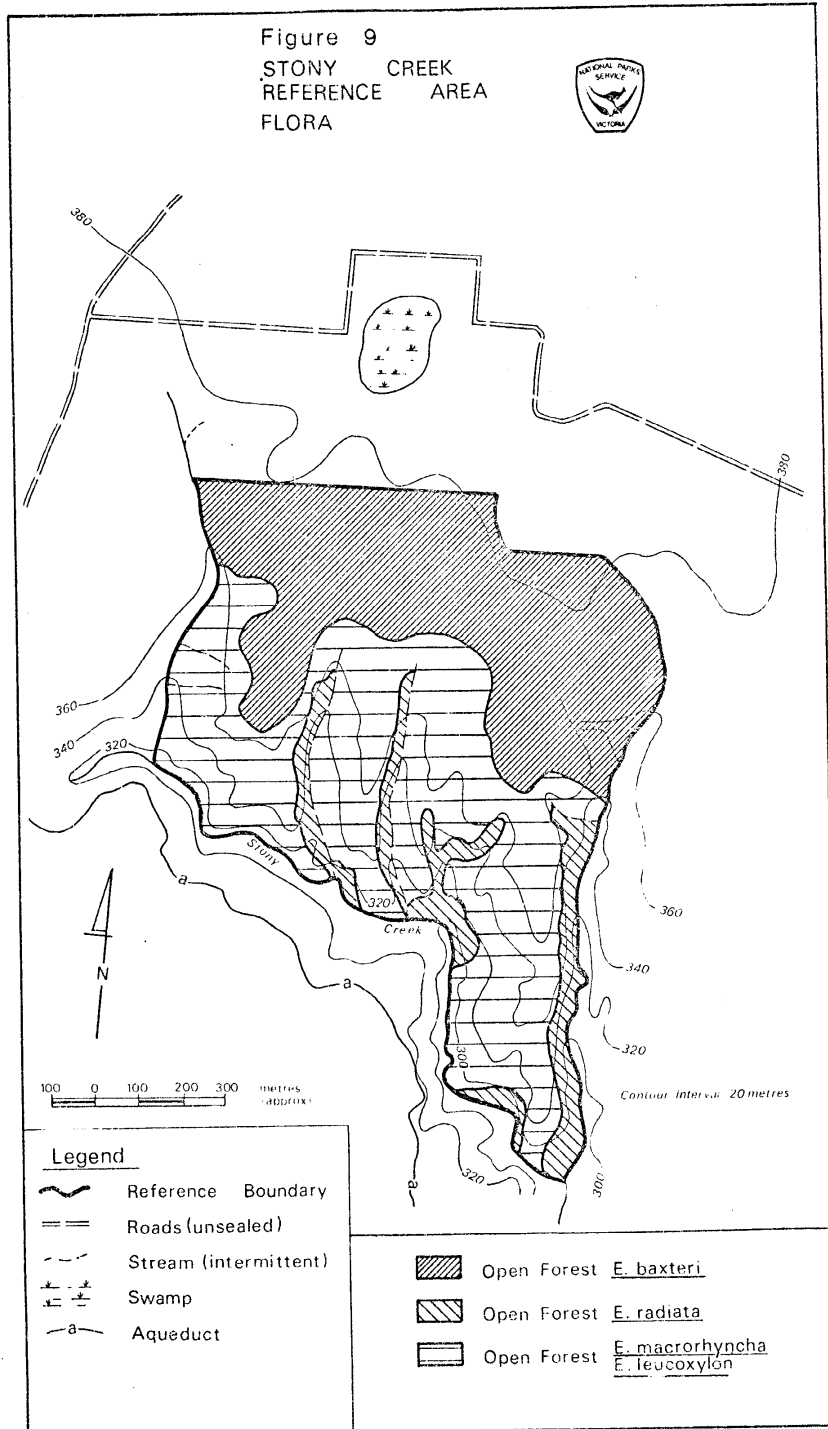 Figure 9
STONY CREEK
REFERENCE AREA
FLORA
NATIONAL PARKS
SERVICE
VICTORIA
380
380
360
340
320
Stony
320
Creek
a
a
N
360
340
320
300
300
320
a
100 0 100 200 300 metres
(approx)
Contour Interval 20 metres
Legend
Reference Boundary
Roads (unsealed)
Stream (intermittent)
Swamp
a Aqueduct
Open Forest E. baxteri
Open Forest E. radiata
Open Forest E. macrorhyncha
E. leucoxylon